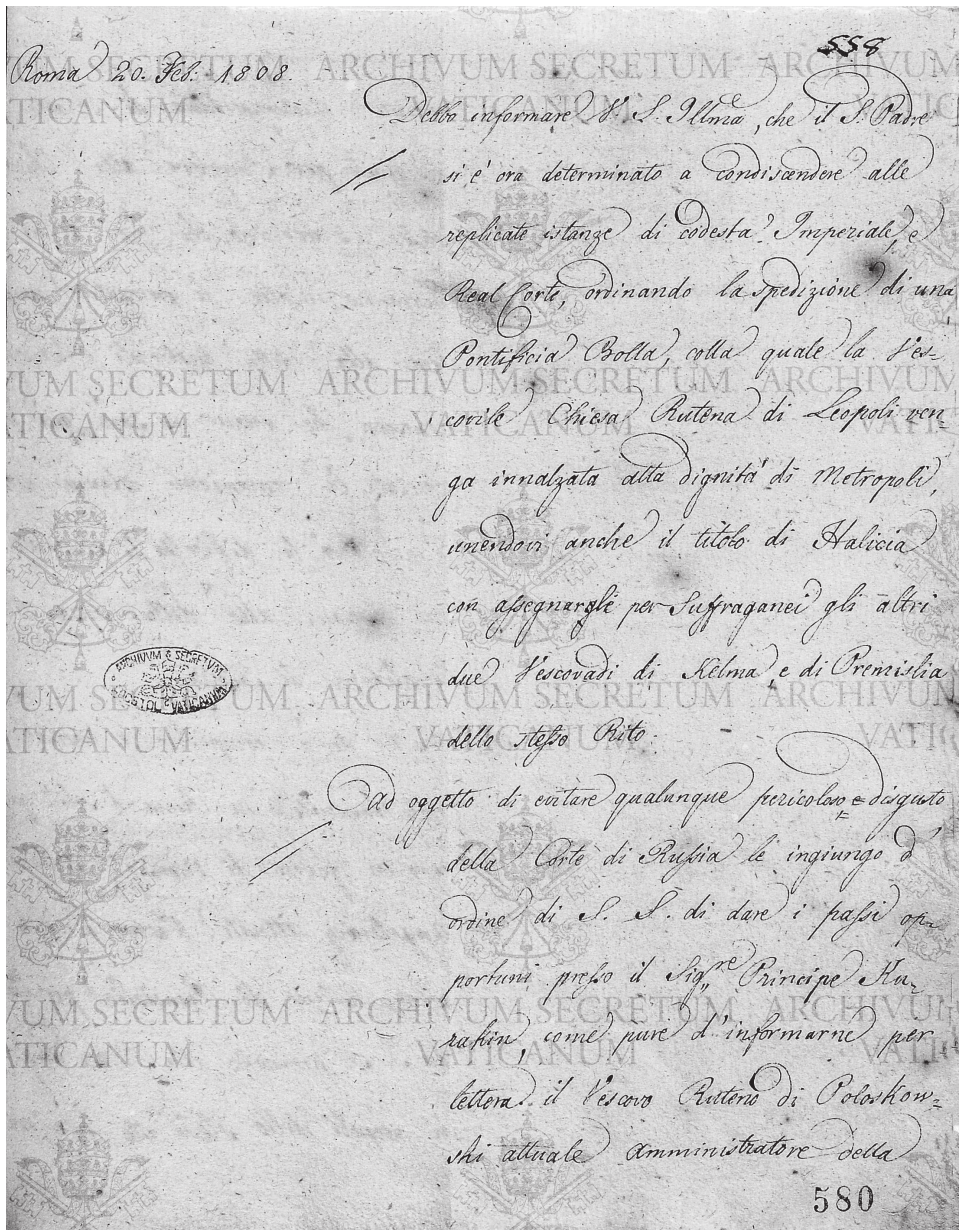 558
Roma 20. Feb. 1808.
Debbo informare V. S. Illma, che il S. Padre
si è ora determinato a condiscendere alle
replicate istanze di codesta Imperiale, e
Real Corte, ordinando la spedizione di una
Pontificia Bolla, colla quale la Ves=
covile Chiesa Rutena di Leopoli ven=
ga innalzata alla dignità di Metropoli,
unendovi anche il titolo di Halicia
con assegnargli per Suffraganei gli altri
due Vescovadi di Kelma e di Premislia
dello stesso Rito.
Ad oggetto di evitare qualunque pericoloso e disgusto
della Corte di Russia le ingiungo d'
ordine di S. S. di dare i passi op=
portuni presso il Sigre Principe Ku=
rakin, come pure d'informarne per
lettera il Vescovo Ruteno di Poloskow=
ski attuale Amministratore della
580
ARCHIVUM SECRETUM
VATICANUM